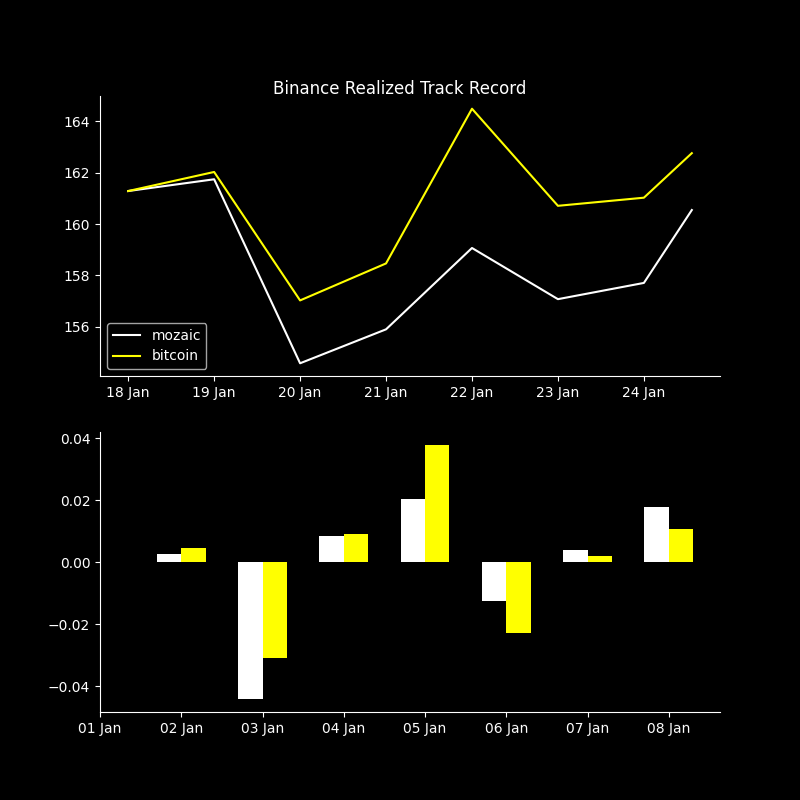 Binance Realized Track Record
164
162
160
158
156
mozaic
bitcoin
18 Jan 19 Jan 20 Jan 21 Jan 22 Jan 23 Jan 24 Jan
0.04
0.02
0.00
−0.02
−0.04
01 Jan 02 Jan 03 Jan 04 Jan 05 Jan 06 Jan 07 Jan 08 Jan